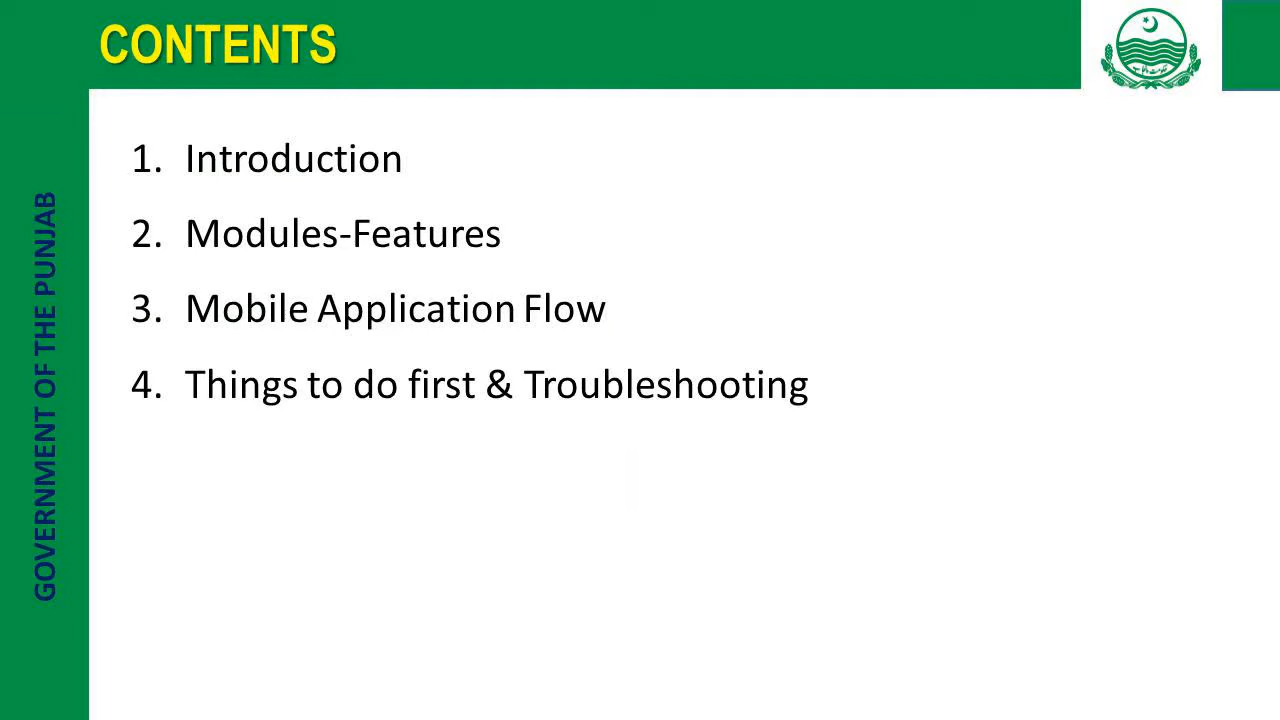 CONTENTS
1. Introduction
2. Modules-Features
3. Mobile Application Flow
4. Things to do first & Troubleshooting
GOVERNMENT OF THE PUNJAB